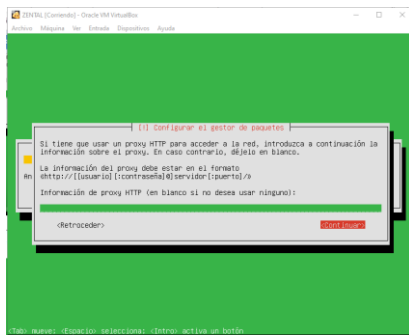 ZENTAL [Corriendo] - Oracle VM VirtualBox
Archivo Máquina Ver Entrada Dispositivos Ayuda
[!] Configurar el gestor de paquetes
Si tiene que usar un proxy HTTP para acceder a la red, introduzca a continuación la
información sobre el proxy. En caso contrario, déjelo en blanco.
La información del proxy debe estar en el formato
«http://[[usuario][:contraseña]@]servidor[:puerto]/»
An
Información de proxy HTTP (en blanco si no desea usar ninguno):
<Retroceder>
<Continuar>
<Tab> mueve; <Espacio> selecciona; <Intro> activa un botón